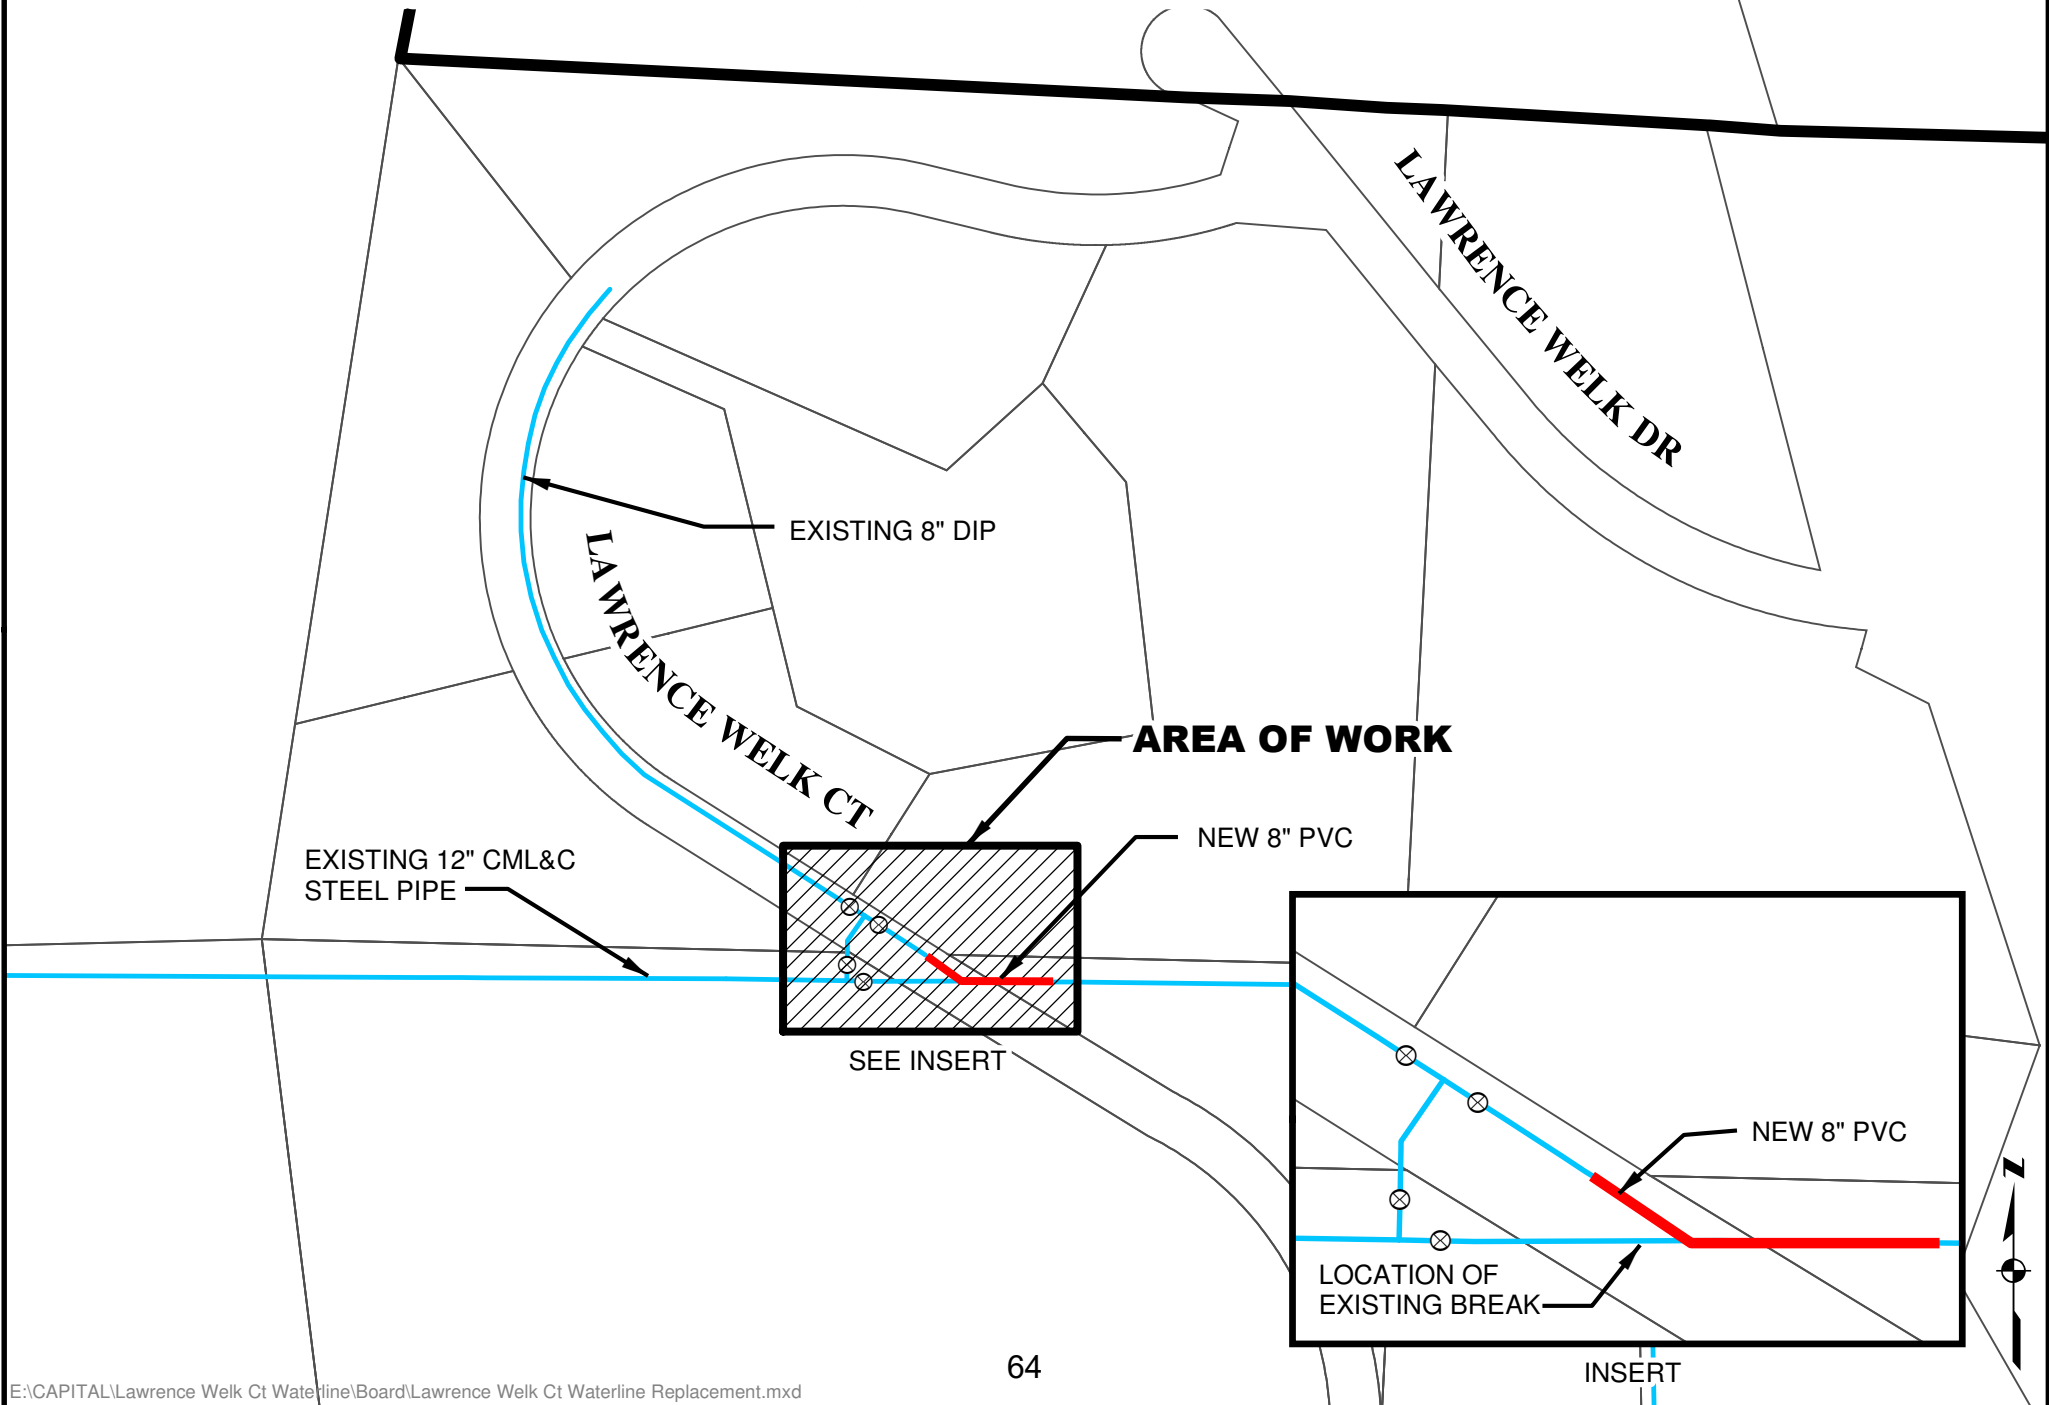 LAWRENCE WELK DR
EXISTING 8" DIP
LAWRENCE WELK CT
AREA OF WORK
NEW 8" PVC
EXISTING 12" CML&C
STEEL PIPE
SEE INSERT
NEW 8" PVC
LOCATION OF
EXISTING BREAK
N
INSERT
64
E:\CAPITAL\Lawrence Welk Ct Waterline\Board\Lawrence Welk Ct Waterline Replacement.mxd